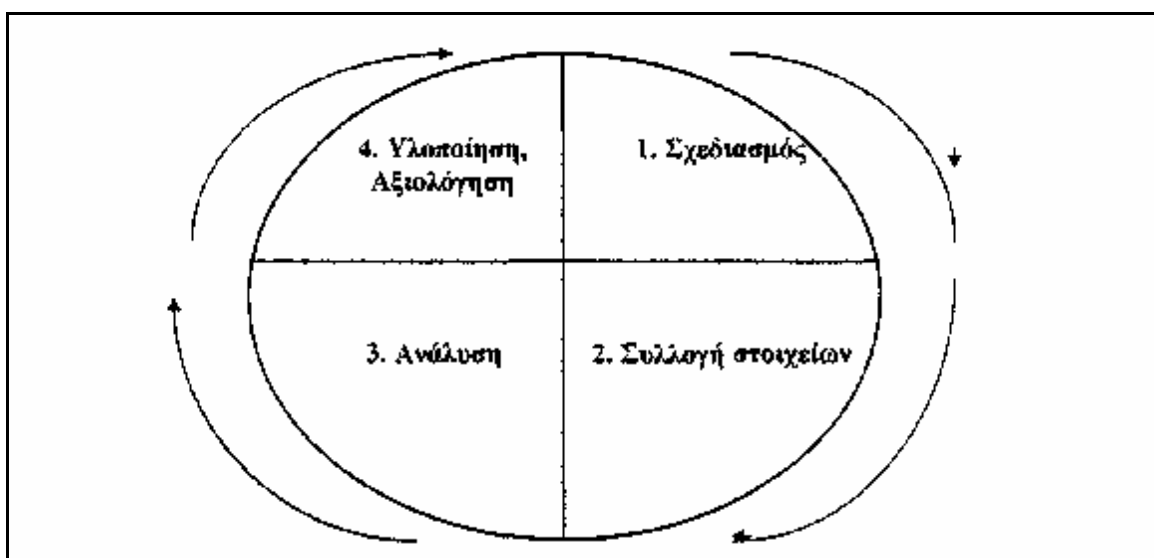 1. Σχεδιασμός
2. Συλλογή στοιχείων
3. Ανάλυση
4. Υλοποίηση,
Αξιολόγηση